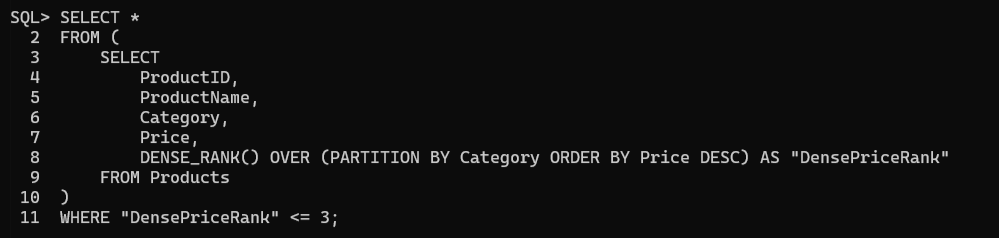 SQL> SELECT *
  2  FROM (
  3      SELECT
  4          ProductID,
  5          ProductName,
  6          Category,
  7          Price,
  8          DENSE_RANK() OVER (PARTITION BY Category ORDER BY Price DESC) AS "DensePriceRank"
  9      FROM Products
 10  )
 11  WHERE "DensePriceRank" <= 3;